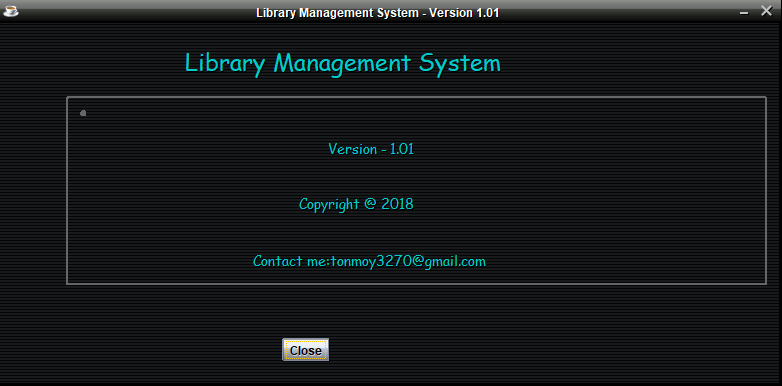 Library Management System - Version 1.01
Library Management System
Version - 1.01
Copyright @ 2018
Contact me:tonmoy3270@gmail.com
Close